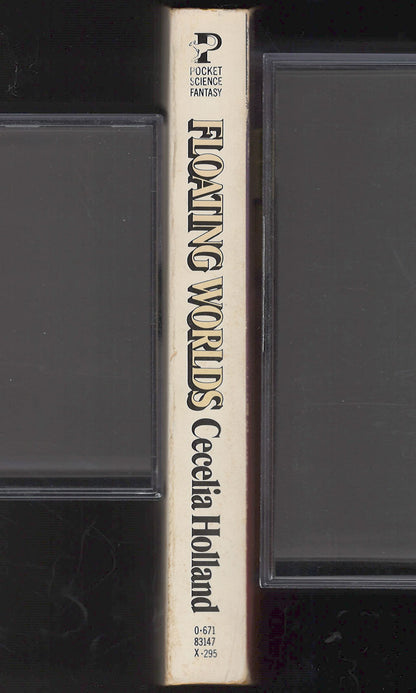 P
POCKET
SCIENCE
FANTASY
FLOATING WORLDS Cecelia Holland
0-671
83147
X-295